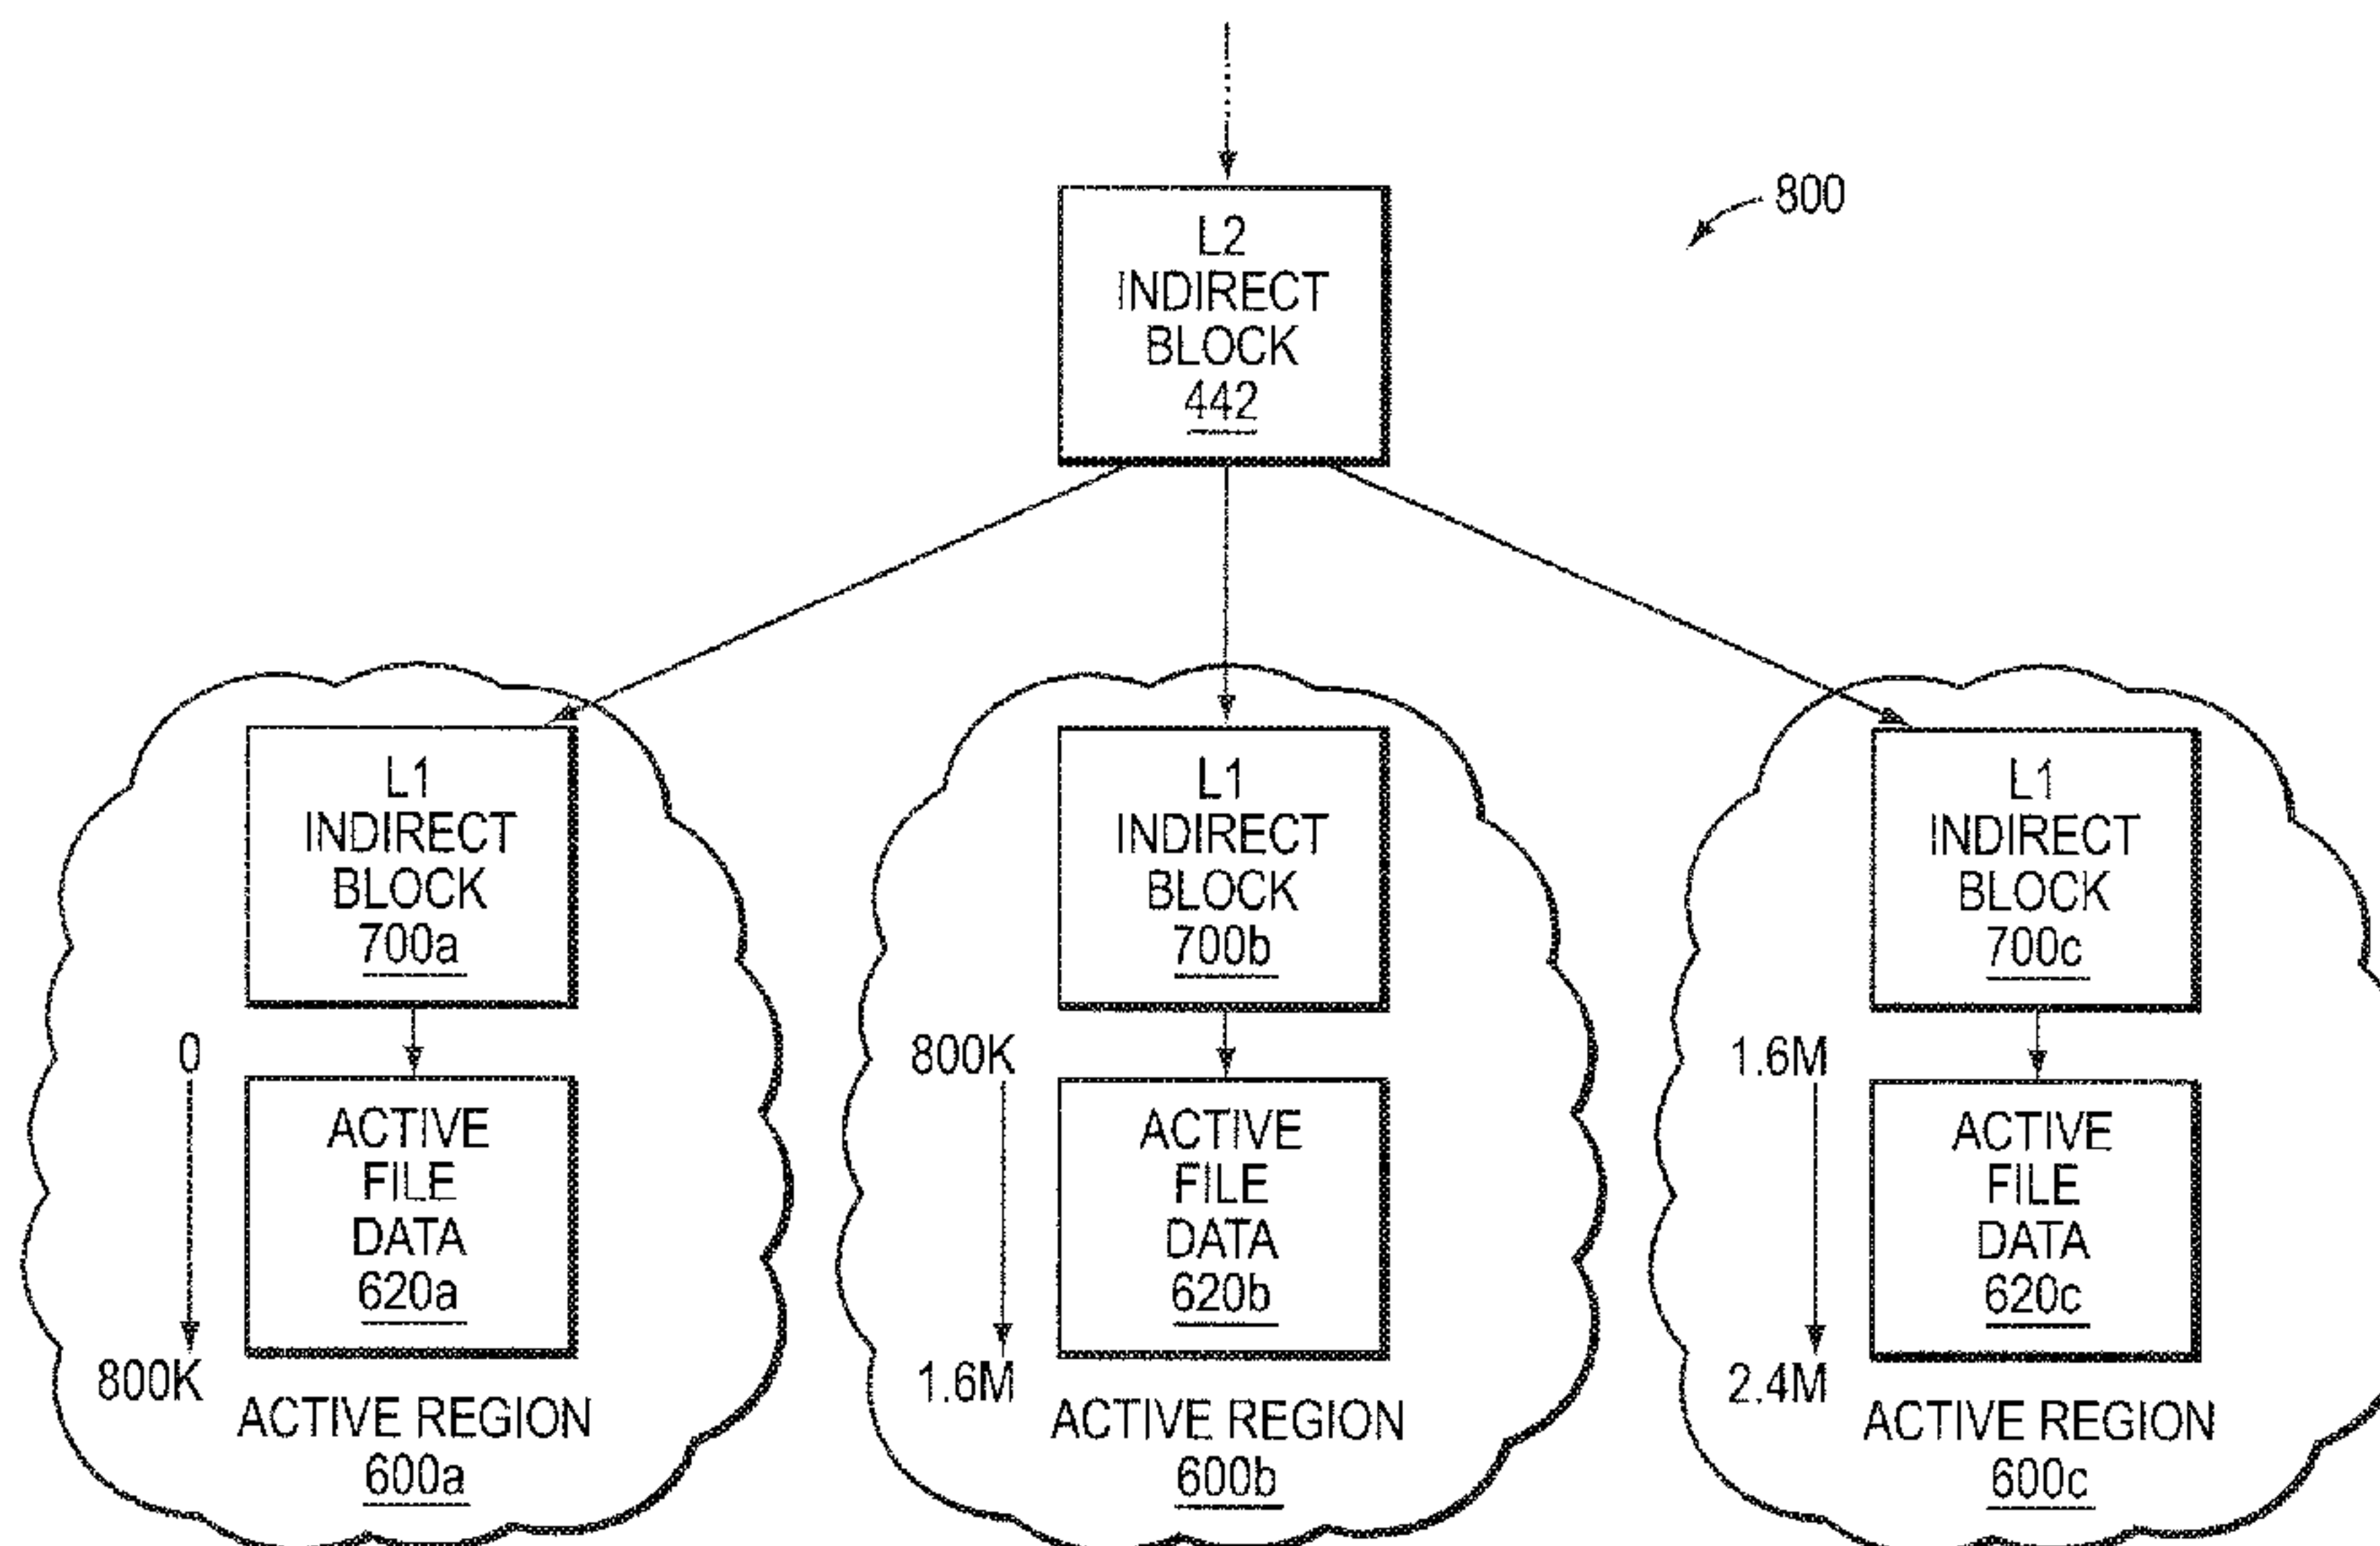 800
L2
INDIRECT
BLOCK
442
L1
INDIRECT
BLOCK
700a
L1
INDIRECT
BLOCK
700b
L1
INDIRECT
BLOCK
700c
0
800K
ACTIVE
FILE
DATA
620a
800K
1.6M
ACTIVE
FILE
DATA
620b
1.6M
2.4M
ACTIVE
FILE
DATA
620c
ACTIVE REGION
600a
ACTIVE REGION
600b
ACTIVE REGION
600c